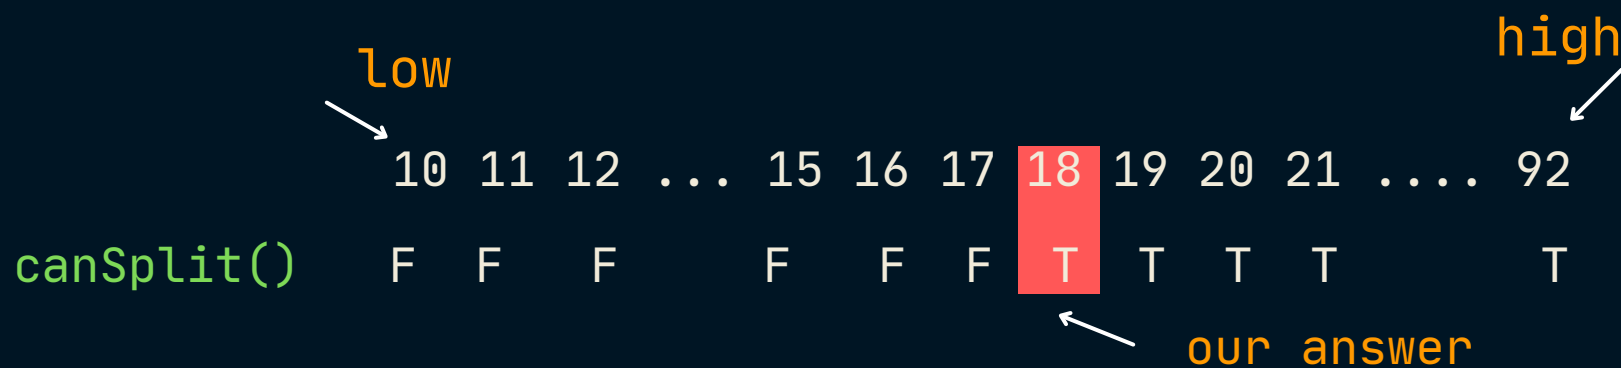 low
high
10 11 12 ... 15 16 17 18 19 20 21 .... 92
canSplit() F F F F F F T T T T T
our answer